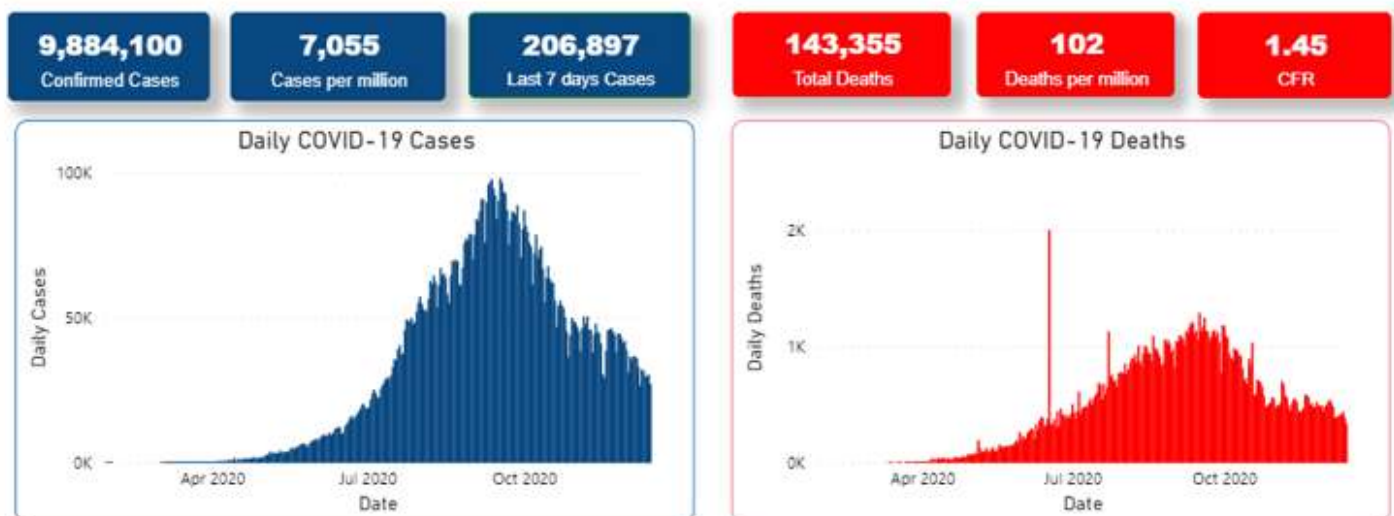 9,884,100
Confirmed Cases
7,055
Cases per million
206,897
Last 7 days Cases
143,355
Total Deaths
102
Deaths per million
1.45
CFR
Daily COVID-19 Cases
100K
50K
0K
Daily Cases
Apr 2020
Jul 2020
Oct 2020
Date
Daily COVID-19 Deaths
2K
1K
0K
Daily Deaths
Apr 2020
Jul 2020
Oct 2020
Date